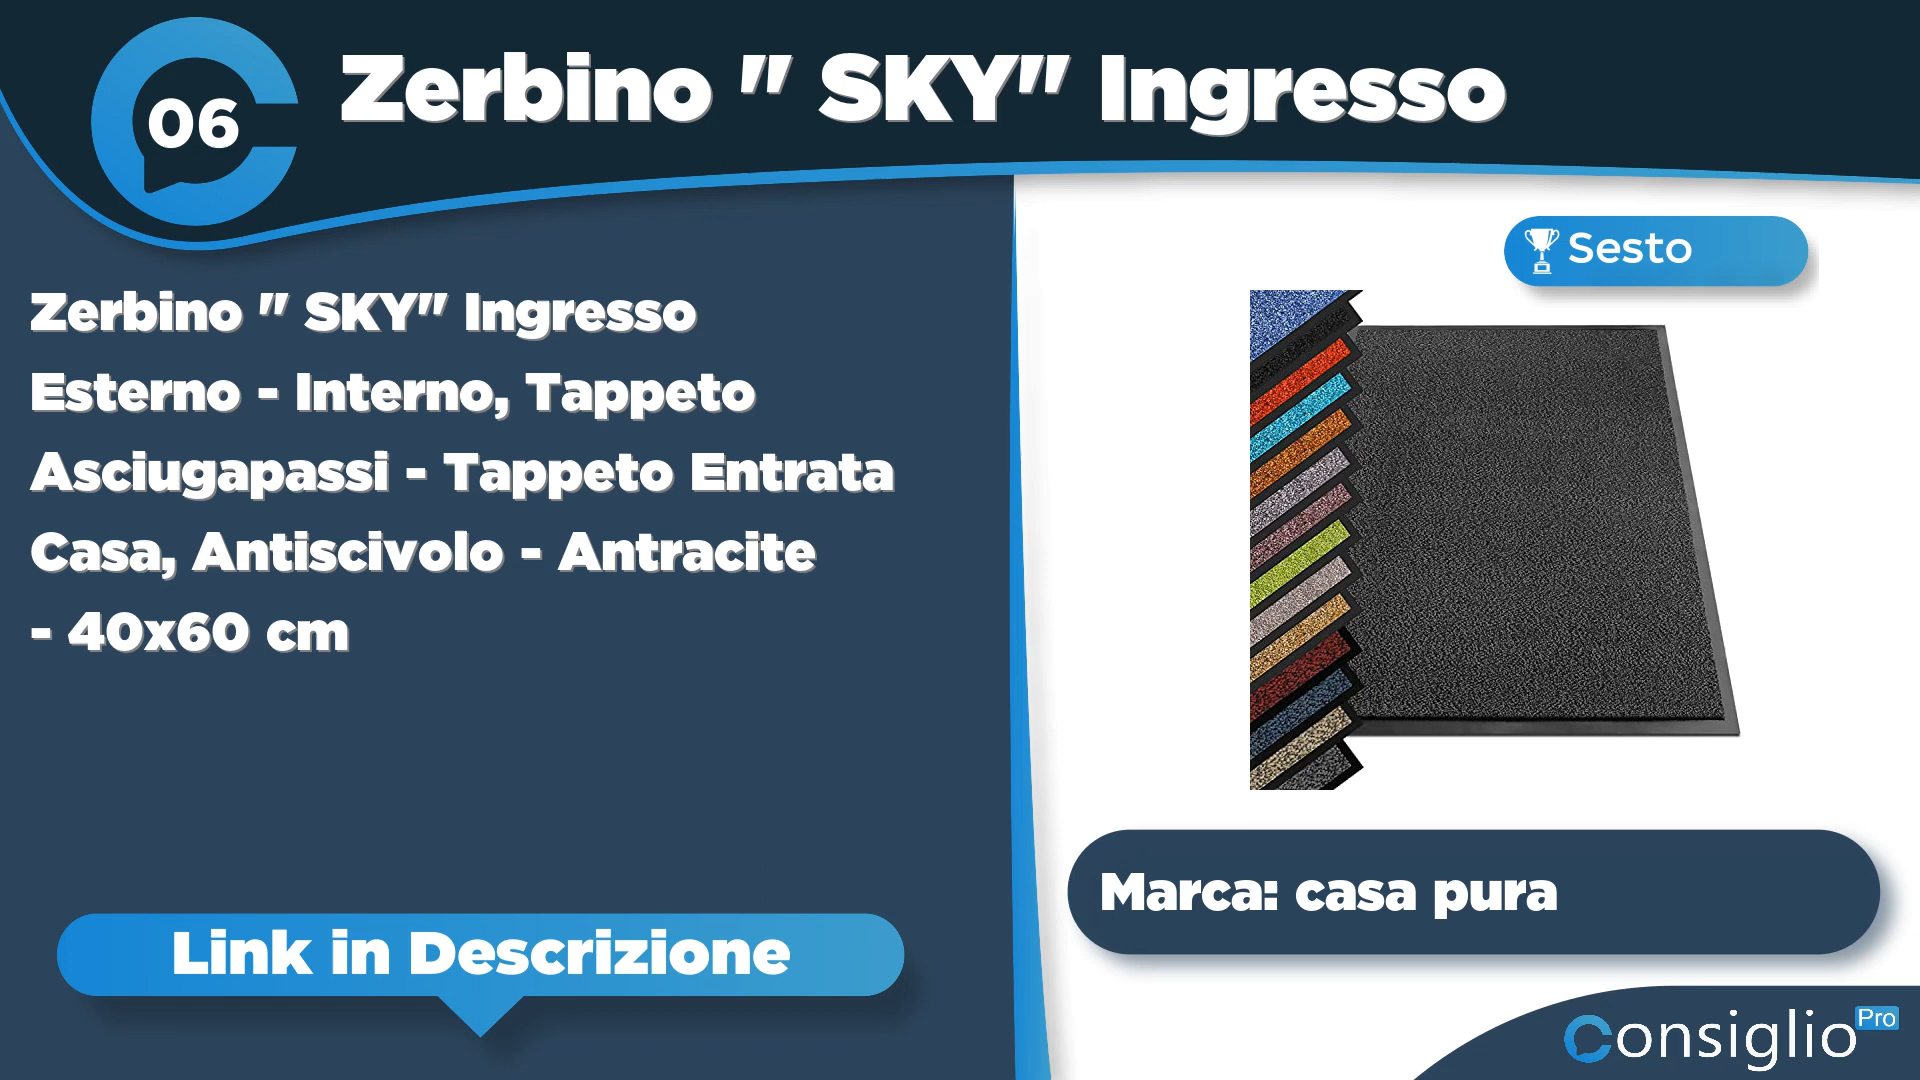 06
Zerbino " SKY" Ingresso
Sesto
Zerbino " SKY" Ingresso
Esterno - Interno, Tappeto
Asciugapassi - Tappeto Entrata
Casa, Antiscivolo - Antracite
- 40x60 cm
Marca: casa pura
Link in Descrizione
Consiglio Pro